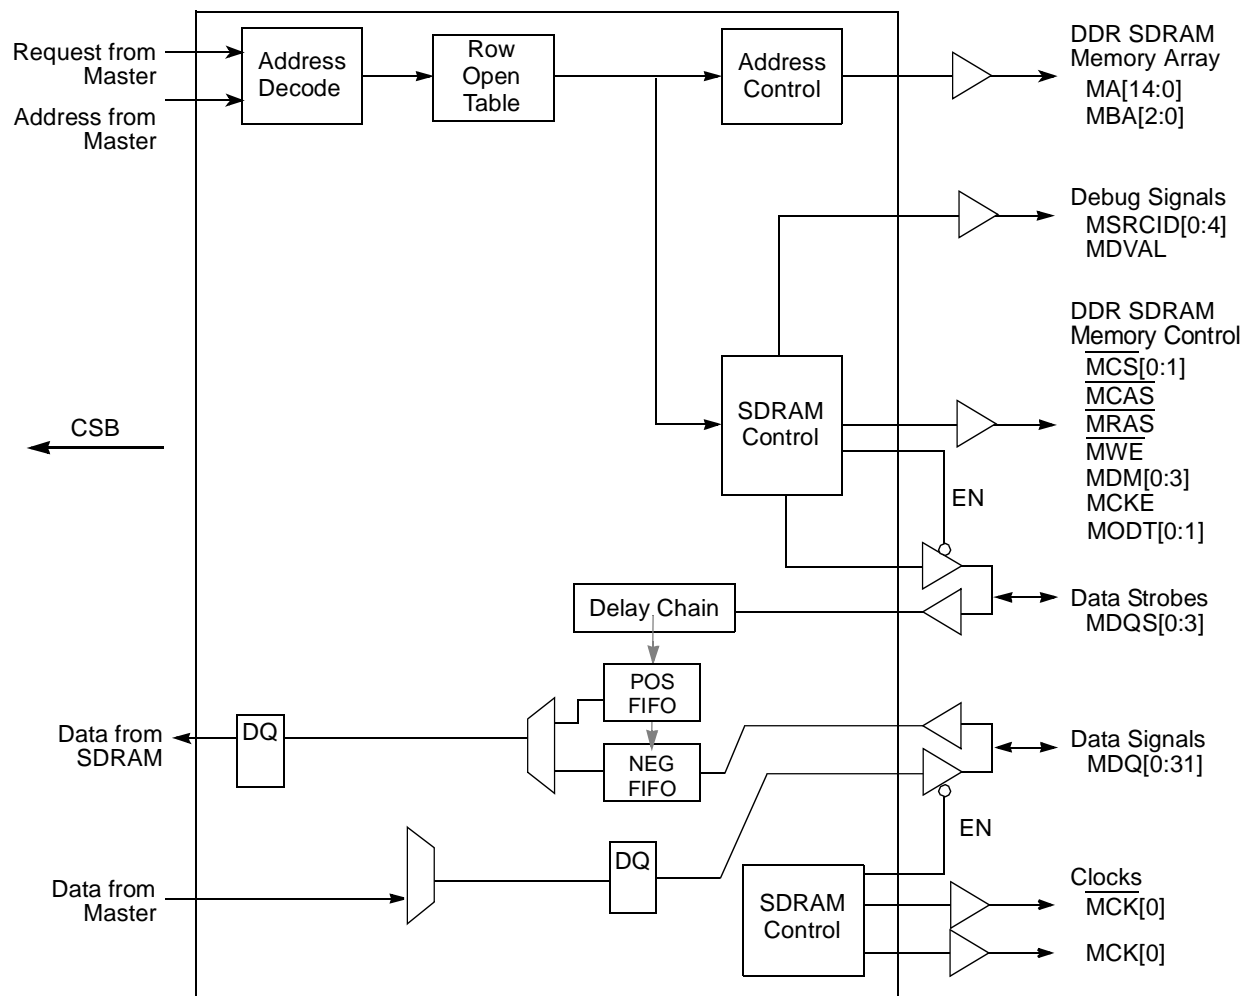 Request from
Master
Address from
Master
Address
Decode
Row
Open
Table
Address
Control
DDR SDRAM
Memory Array
MA[14:0]
MBA[2:0]
Debug Signals
MSRCID[0:4]
MDVAL
DDR SDRAM
Memory Control
MCS[0:1]
MCAS
MRAS
MWE
MDM[0:3]
MCKE
MODT[0:1]
CSB
SDRAM
Control
EN
Delay Chain
Data Strobes
MDQS[0:3]
POS
FIFO
NEG
FIFO
DQ
Data from
SDRAM
Data Signals
MDQ[0:31]
EN
DQ
Data from
Master
SDRAM
Control
Clocks
MCK[0]
MCK[0]